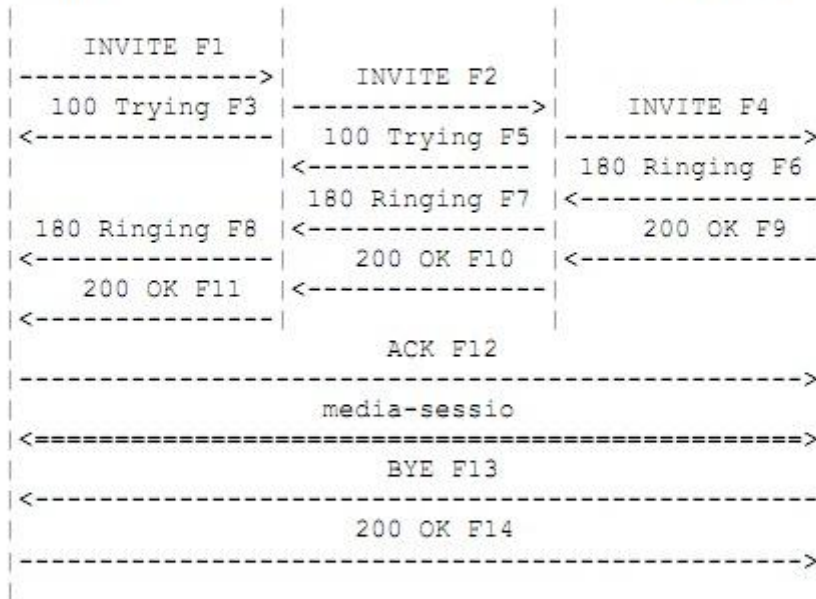 INVITE F1
INVITE F2
100 Trying F3
INVITE F4
100 Trying F5
180 Ringing F6
180 Ringing F7
180 Ringing F8
200 OK F9
200 OK F10
200 OK F11
ACK F12
media-sessio
BYE F13
200 OK F14